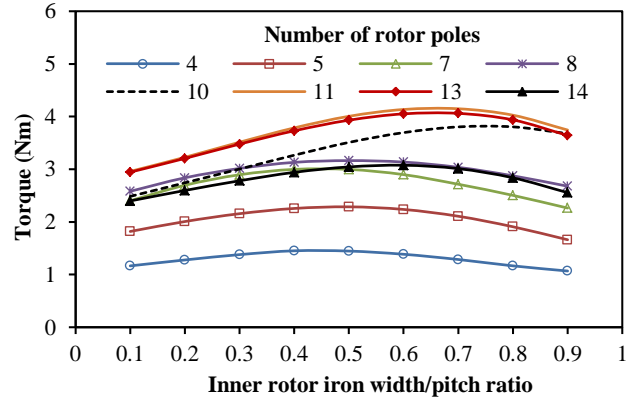 Number of rotor poles
4 5 7 8
10 11 13 14
6
5
4
3
2
1
0
Torque (Nm)
0 0.1 0.2 0.3 0.4 0.5 0.6 0.7 0.8 0.9 1
Inner rotor iron width/pitch ratio